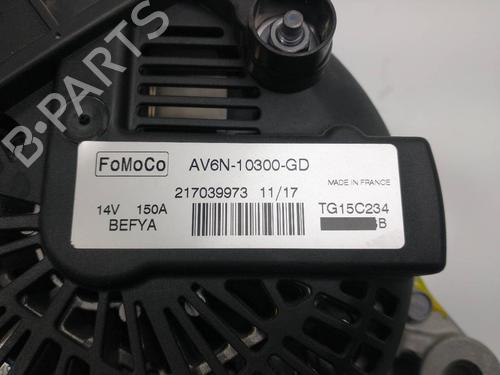 B-PARTS
FoMoCo AV6N-10300-GD
217039973 11/17 MADE IN FRANCE
14V 150A TG15C234
BEFYA B